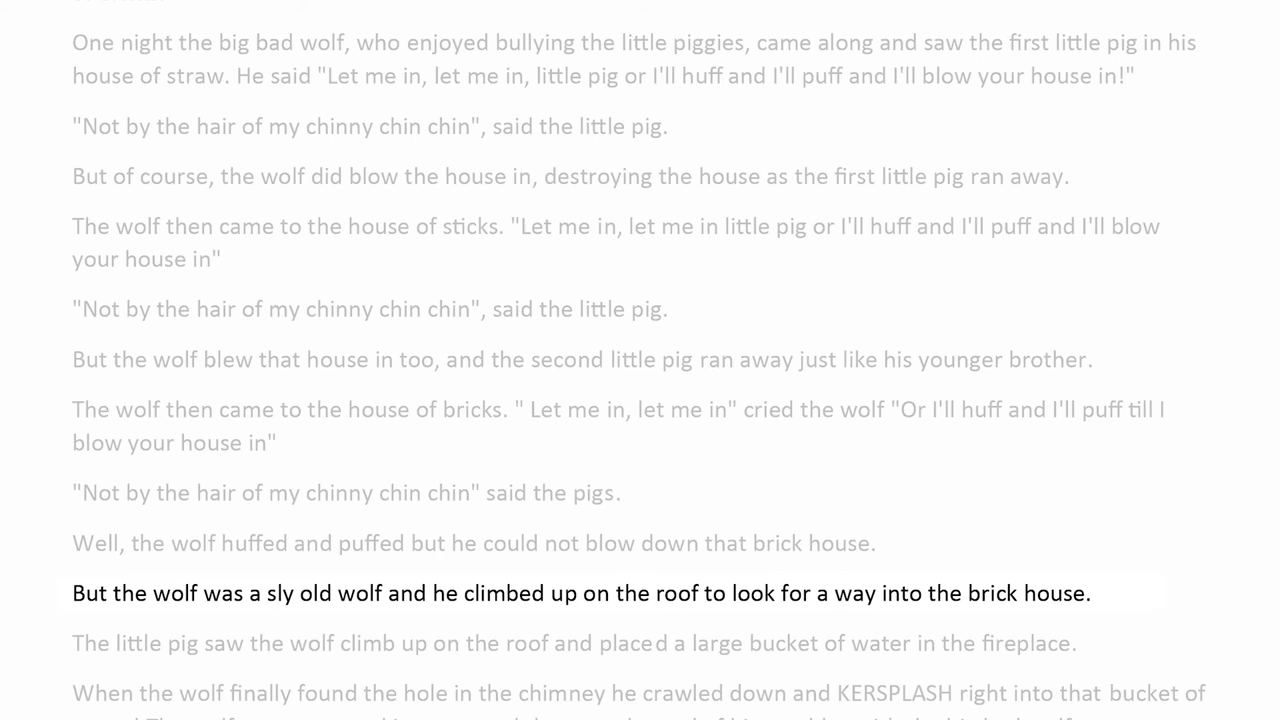 One night the big bad wolf, who enjoyed bullying the little piggies, came along and saw the first little pig in his
house of straw. He said "Let me in, let me in, little pig or I'll huff and I'll puff and I'll blow your house in!"
"Not by the hair of my chinny chin chin", said the little pig.
But of course, the wolf did blow the house in, destroying the house as the first little pig ran away.
The wolf then came to the house of sticks. "Let me in, let me in little pig or I'll huff and I'll puff and I'll blow
your house in"
"Not by the hair of my chinny chin chin", said the little pig.
But the wolf blew that house in too, and the second little pig ran away just like his younger brother.
The wolf then came to the house of bricks. " Let me in, let me in" cried the wolf "Or I'll huff and I'll puff till I
blow your house in"
"Not by the hair of my chinny chin chin" said the pigs.
Well, the wolf huffed and puffed but he could not blow down that brick house.
But the wolf was a sly old wolf and he climbed up on the roof to look for a way into the brick house.
The little pig saw the wolf climb up on the roof and placed a large bucket of water in the fireplace.
When the wolf finally found the hole in the chimney he crawled down and KERSPLASH right into that bucket of